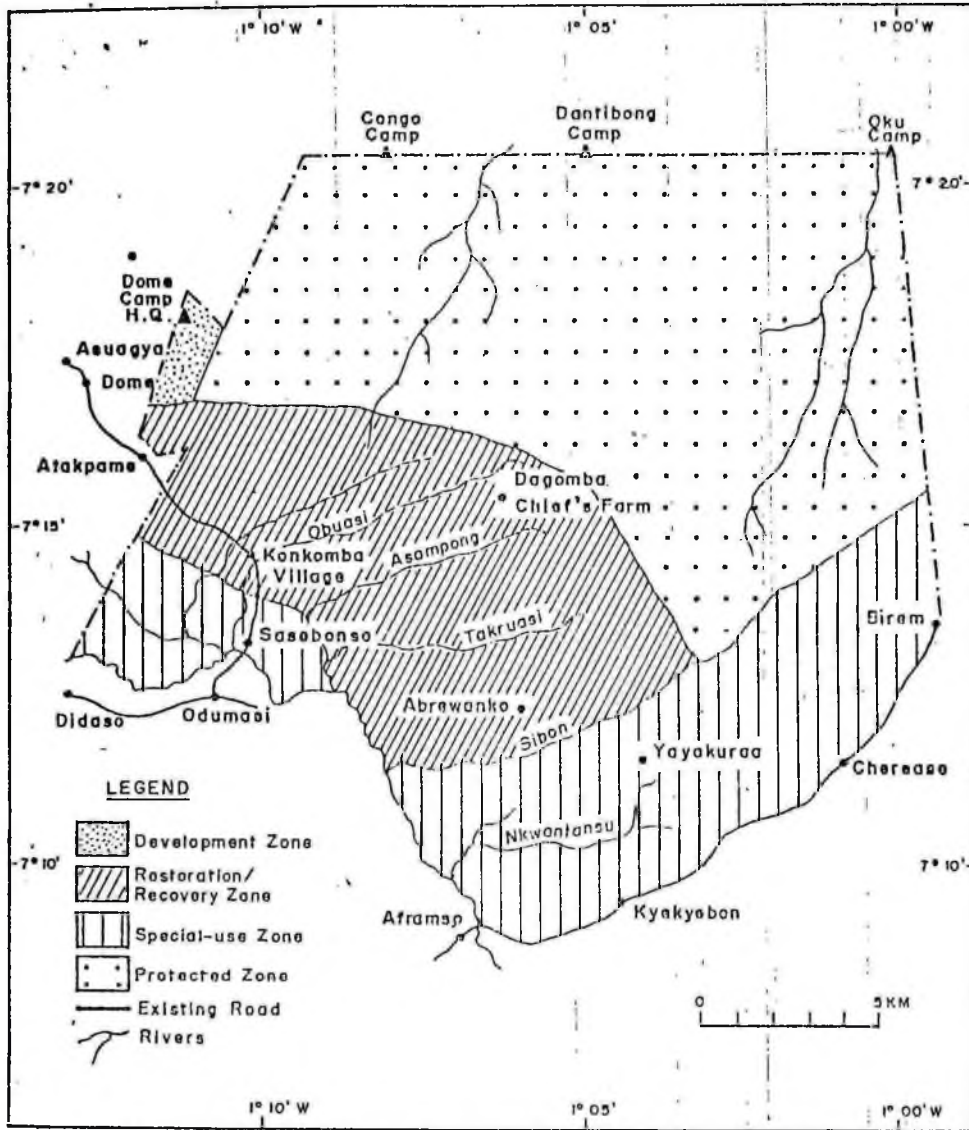 1° 10' W
1° 05'
1° 00' W
Congo
Camp
Dantibong
Camp
Oku
Camp
7° 20'
7° 20'
Dome
Camp
H.Q.
Asuagya
Dome
Atakpame
Dagomba
Chief's Farm
7° 15'
Obuasi
Asampong
Konkomba
Village
Sasobonso
Takruasi
Biram
Didaso
Odumasi
Abrewanko
Sibon
Yayakuraa
Chereaso
LEGEND
Development Zone
Restoration/
Recovery Zone
Special-use Zone
Protected Zone
Existing Road
Rivers
Nkwantansu
7° 10'
7° 10'
Aframso
Kyekyebon
0
5 KM
1° 10' W
1° 05'
1° 00' W